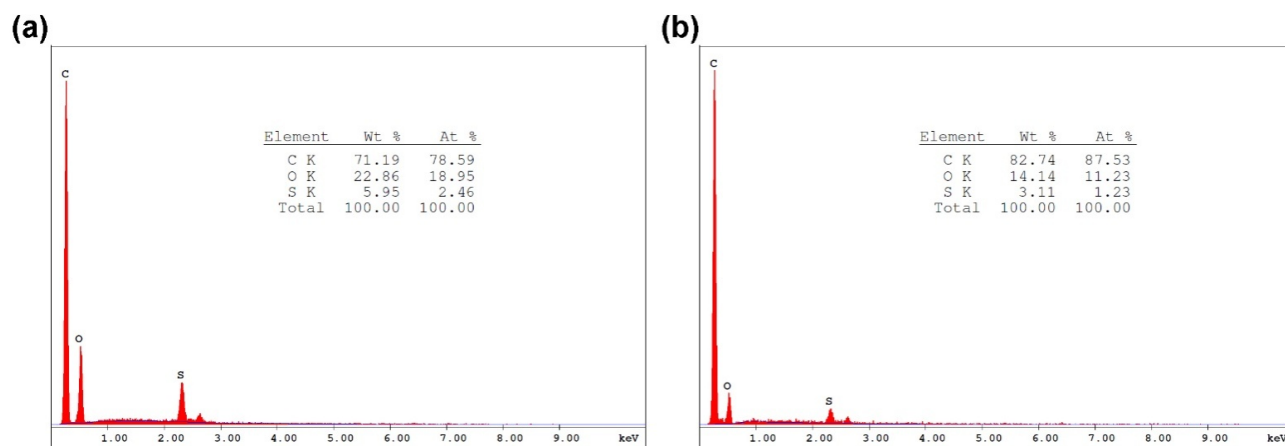 (a)
C
Element Wt % At %
C K 71.19 78.59
O K 22.86 18.95
S K 5.95 2.46
Total 100.00 100.00
O
S
1.00 2.00 3.00 4.00 5.00 6.00 7.00 8.00 9.00 keV
(b)
C
Element Wt % At %
C K 82.74 87.53
O K 14.14 11.23
S K 3.11 1.23
Total 100.00 100.00
O
S
1.00 2.00 3.00 4.00 5.00 6.00 7.00 8.00 9.00 keV